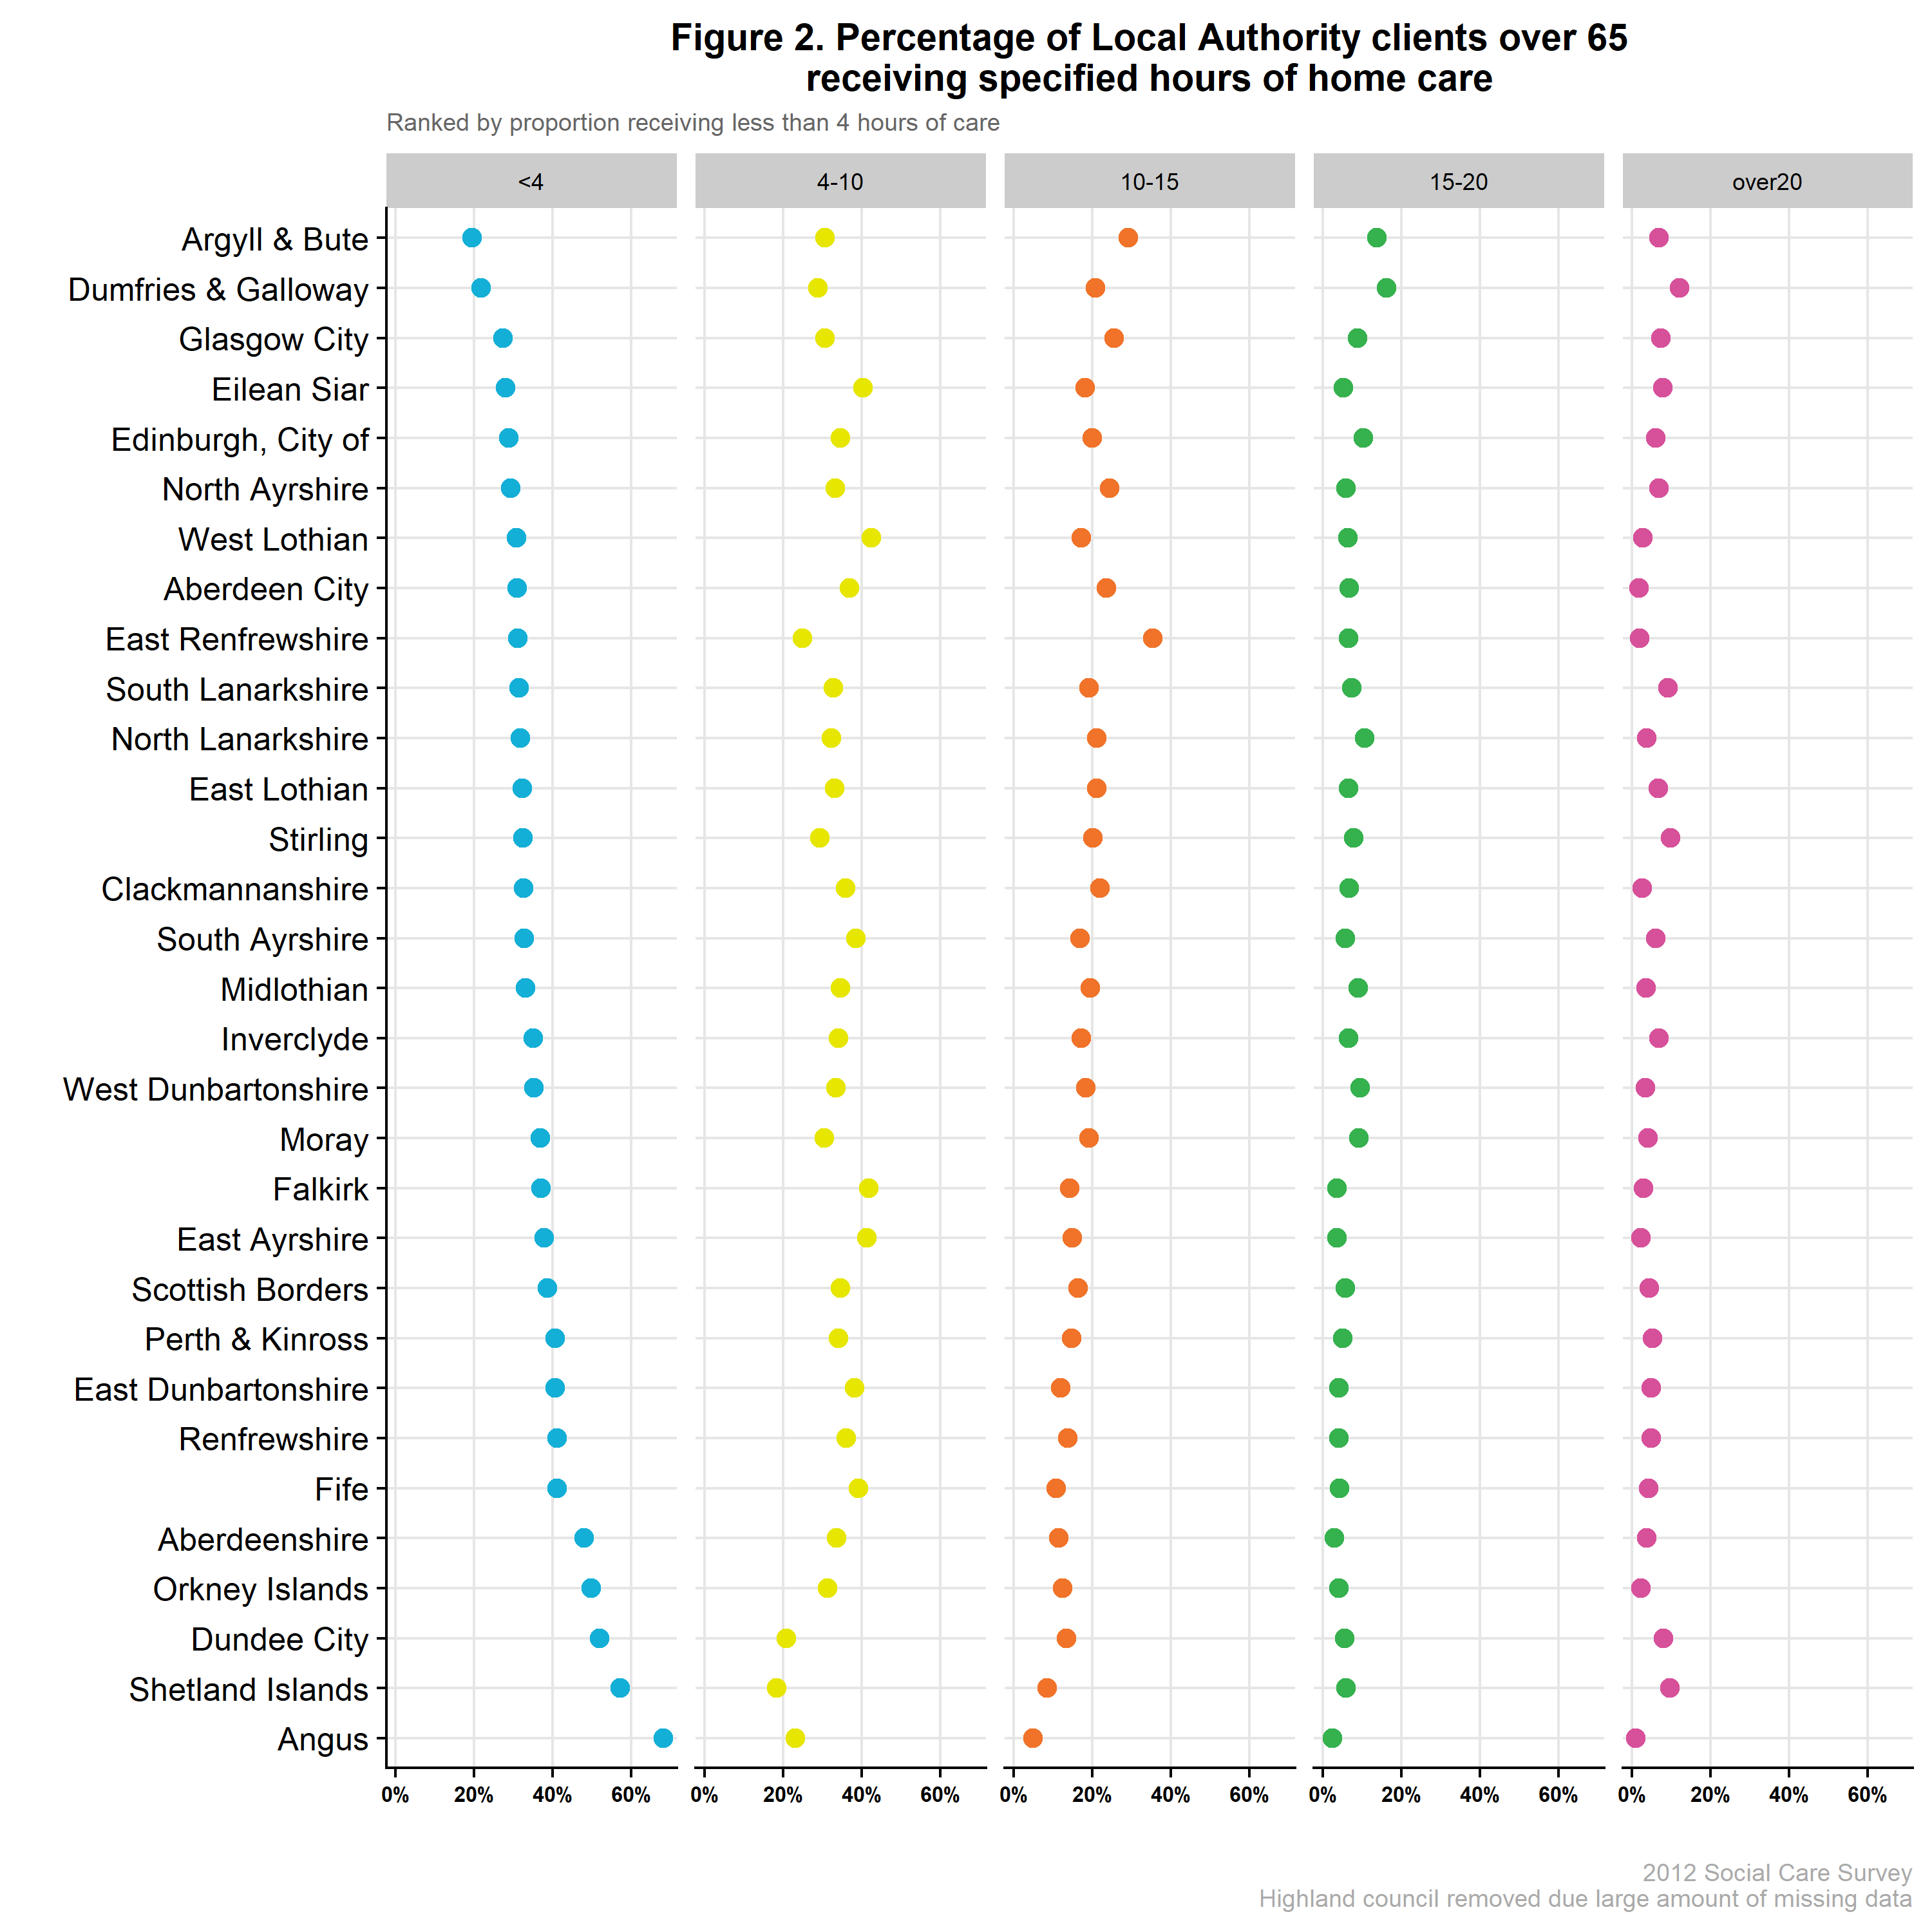 Figure 2. Percentage of Local Authority clients over 65
receiving specified hours of home care
Ranked by proportion receiving less than 4 hours of care
<4 4-10 10-15 15-20 over20
Argyll & Bute
Dumfries & Galloway
Glasgow City
Eilean Siar
Edinburgh, City of
North Ayrshire
West Lothian
Aberdeen City
East Renfrewshire
South Lanarkshire
North Lanarkshire
East Lothian
Stirling
Clackmannanshire
South Ayrshire
Midlothian
Inverclyde
West Dunbartonshire
Moray
Falkirk
East Ayrshire
Scottish Borders
Perth & Kinross
East Dunbartonshire
Renfrewshire
Fife
Aberdeenshire
Orkney Islands
Dundee City
Shetland Islands
Angus
0% 20% 40% 60% 0% 20% 40% 60% 0% 20% 40% 60% 0% 20% 40% 60% 0% 20% 40% 60%
2012 Social Care Survey
Highland council removed due large amount of missing data